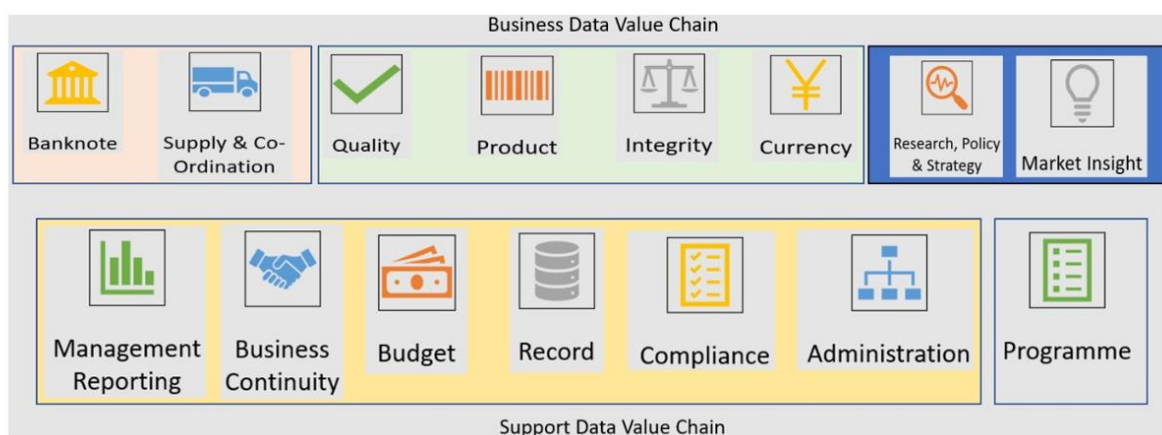 Business Data Value Chain
Banknote
Supply & Co-
Ordination
Quality
Product
Integrity
Currency
Research, Policy
& Strategy
Market Insight
Management
Reporting
Business
Continuity
Budget
Record
Compliance
Administration
Programme
Support Data Value Chain